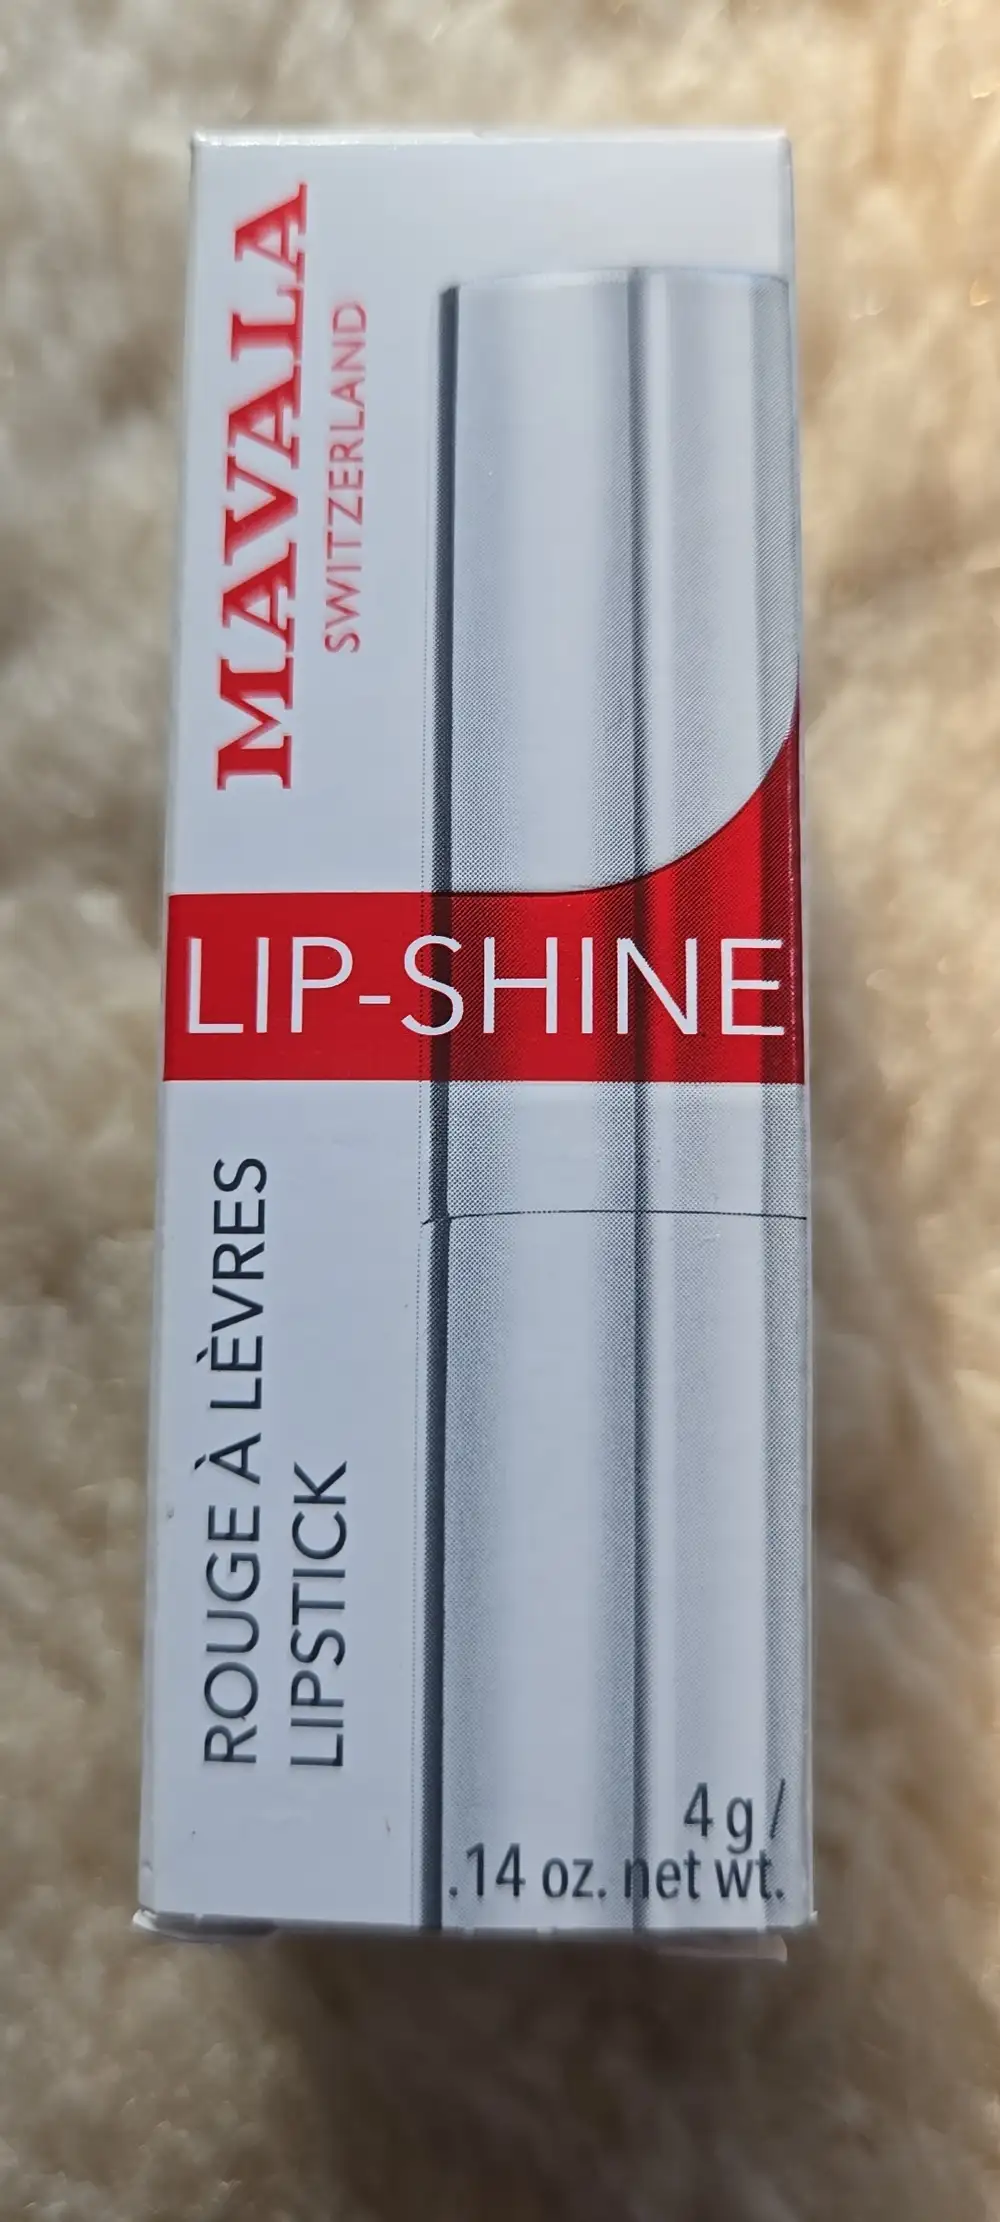 MAVALA
SWITZERLAND
LIP-SHINE
ROUGE À LÈVRES
LIPSTICK
4 g /
.14 oz. net wt.